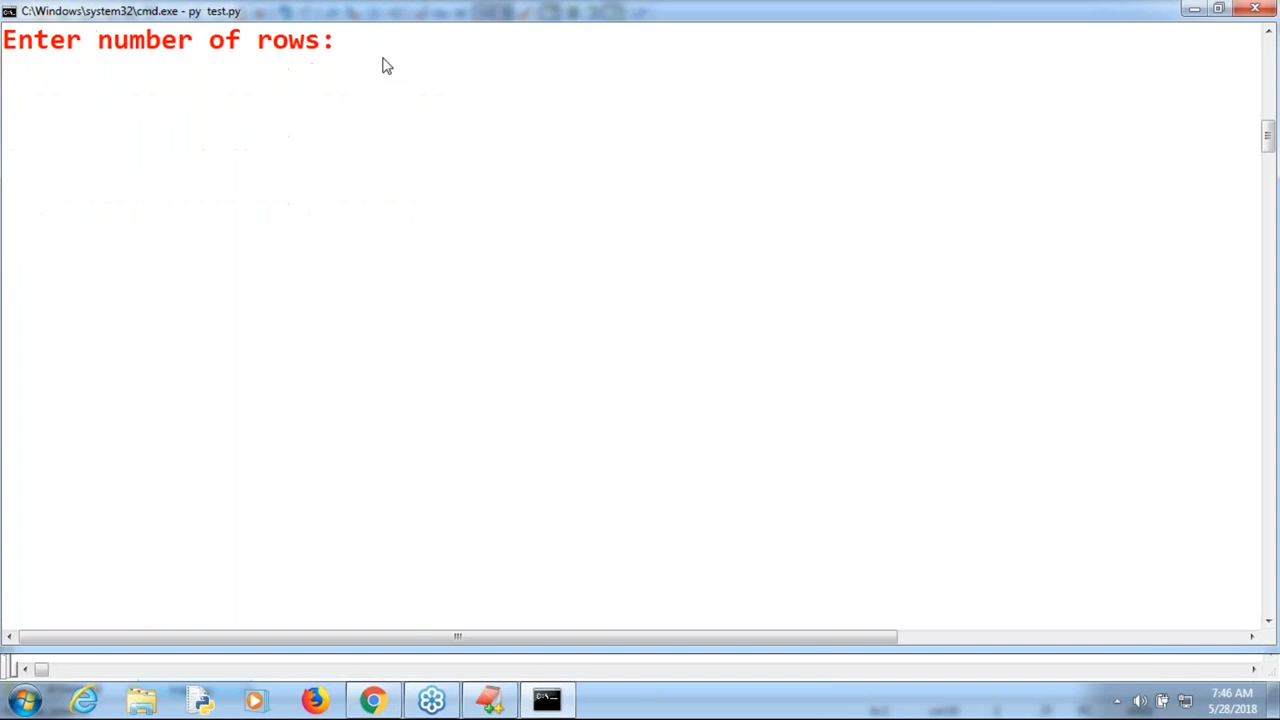 C:\Windows\system32\cmd.exe - py test.py
Enter number of rows:
7:46 AM
5/28/2018